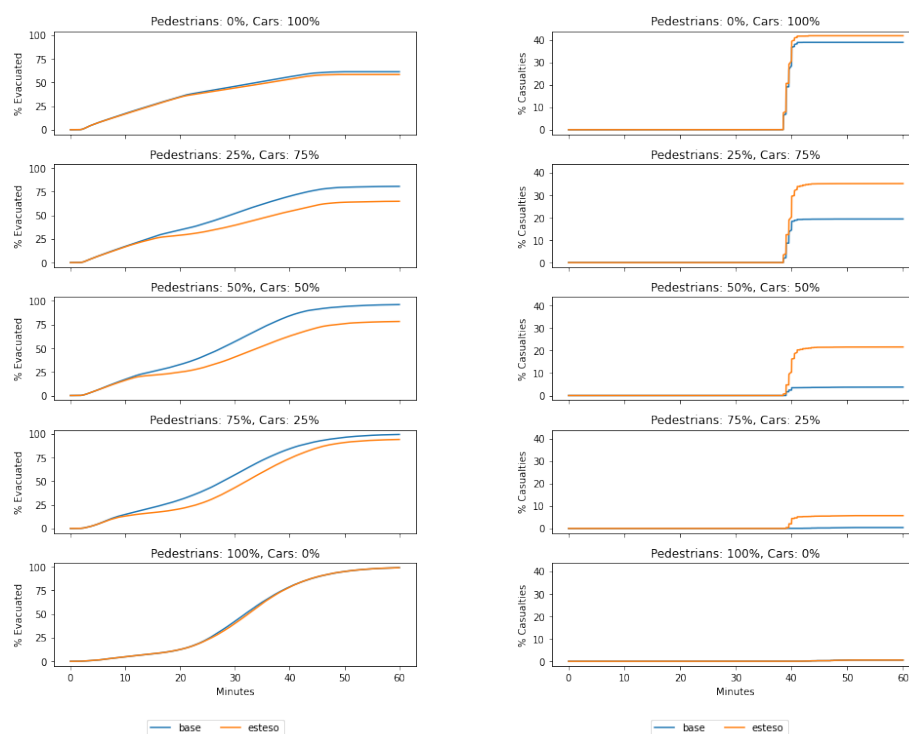 Pedestrians: 0%, Cars: 100%
% Evacuated
100
75
50
25
0
Pedestrians: 25%, Cars: 75%
% Evacuated
100
75
50
25
0
Pedestrians: 50%, Cars: 50%
% Evacuated
100
75
50
25
0
Pedestrians: 75%, Cars: 25%
% Evacuated
100
75
50
25
0
Pedestrians: 100%, Cars: 0%
% Evacuated
100
75
50
25
0
0 10 20 30 40 50 60
Minutes
base esteso
Pedestrians: 0%, Cars: 100%
% Casualties
40
30
20
10
0
Pedestrians: 25%, Cars: 75%
% Casualties
40
30
20
10
0
Pedestrians: 50%, Cars: 50%
% Casualties
40
30
20
10
0
Pedestrians: 75%, Cars: 25%
% Casualties
40
30
20
10
0
Pedestrians: 100%, Cars: 0%
% Casualties
40
30
20
10
0
0 10 20 30 40 50 60
Minutes
base esteso